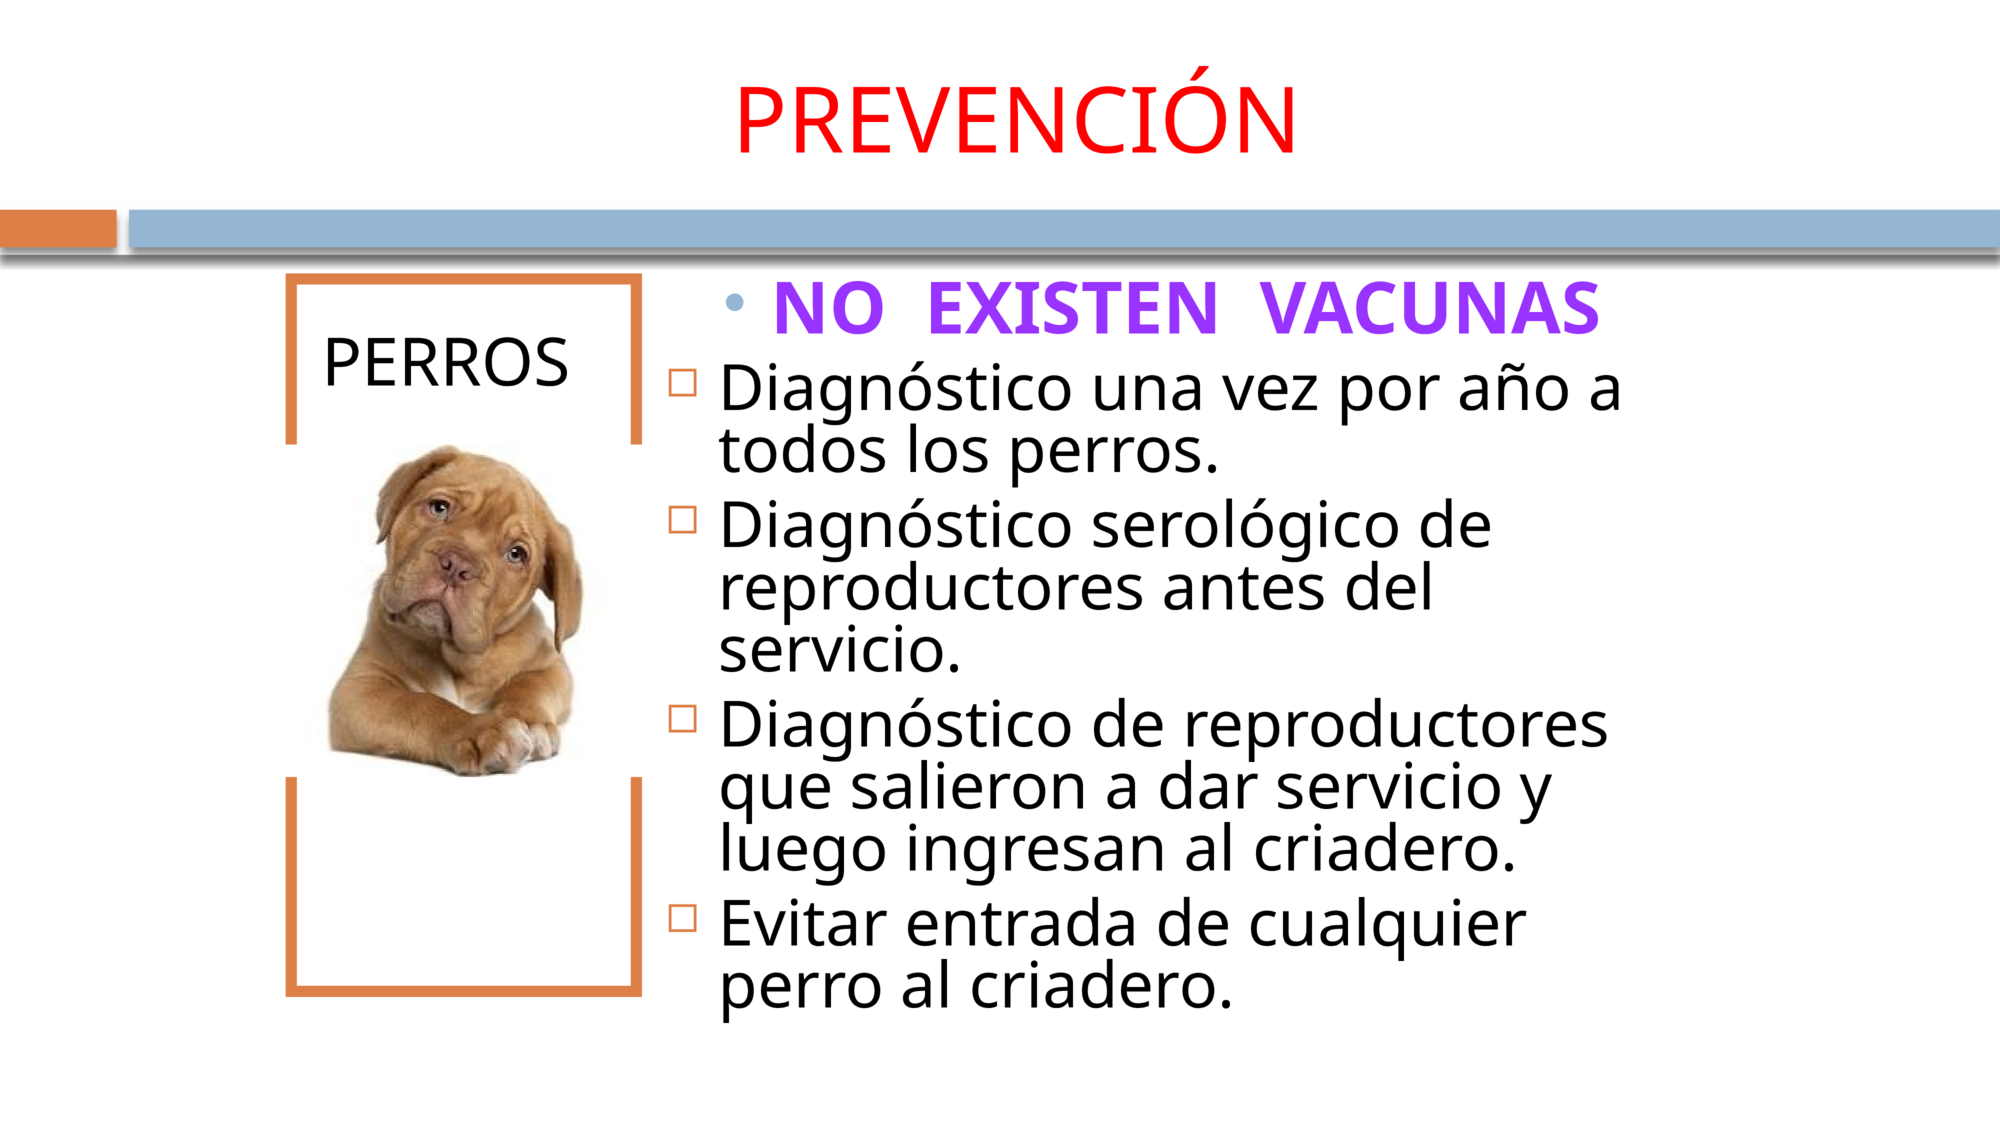 PREVENCIÓN
PERROS
• NO EXISTEN VACUNAS
Diagnóstico una vez por año a
todos los perros.
Diagnóstico serológico de
reproductores antes del
servicio.
Diagnóstico de reproductores
que salieron a dar servicio y
luego ingresan al criadero.
Evitar entrada de cualquier
perro al criadero.